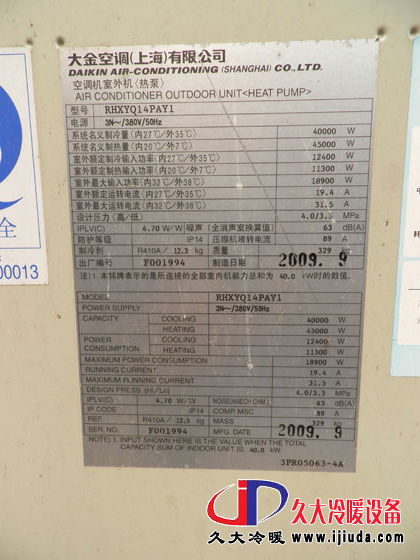 大金空调(上海)有限公司
DAIKIN AIR-CONDITIONING (SHANGHAI) CO., LTD.
空调机室外机<热泵>
AIR CONDITIONER OUTDOOR UNIT<HEAT PUMP>
型号 RHXYQ14PAY1
电源 3N~/380V/50Hz
系统名义制冷量(内27℃/外35℃) 40000 W
系统名义制热量(内20℃/外7℃) 45000 W
室外额定制冷输入功率(内27℃/外35℃) 12400 W
室外额定制热输入功率(内20℃/外7℃) 11300 W
室外最大输入功率(内32℃/外38℃) 18900 W
室外额定运转电流(内27℃/外35℃) 19.4 A
室外最大运转电流(内32℃/外38℃) 31.5 A
设计压力(高/低) 4.0/3.3 MPa
IPLV(C) 4.70 W/W 噪声(全消声室换算值) 63 dB(A)
防护等级 IP14 压缩机堵转电流 89 A
制冷剂 R410A/ 12.3 kg 质量 329 kg
出厂编号 F001994 制造日期 2009. 9
注)1.本铭牌表示的是所连接的全部室内机能力总和为 40.0 kW时的数值.
MODEL RHXYQ14PAY1
POWER SUPPLY 3N~/380V/50Hz
CAPACITY COOLING 40000 W
HEATING 45000 W
POWER CONSUMPTION COOLING 12400 W
HEATING 11300 W
MAXIMUM POWER CONSUMPTION 18900 W
RUNNING CURRENT 19.4 A
MAXIMUM RUNNING CURRENT 31.5 A
DESIGN PRESS.(Hi/Lo) 4.0/3.3 MPa
IPLV(C) 4.70 W/W NOISE(ANECH OHM.) 63 dB(A)
IP CODE IP14 COMP. MSC 89 A
REF. R410A/ 12.3 kg MASS 329 kg
SER. NO. F001994 MFG. DATE 2009. 9
NOTE) 1. INPUT SHOWN HERE IS THE VALUE WHEN THE TOTAL
CAPACITY SUM OF INDOOR UNIT IS 40.0 kW.
3PR05063-4A
全
00013
久大冷暖设备
久大冷暖 www.ijiuda.com